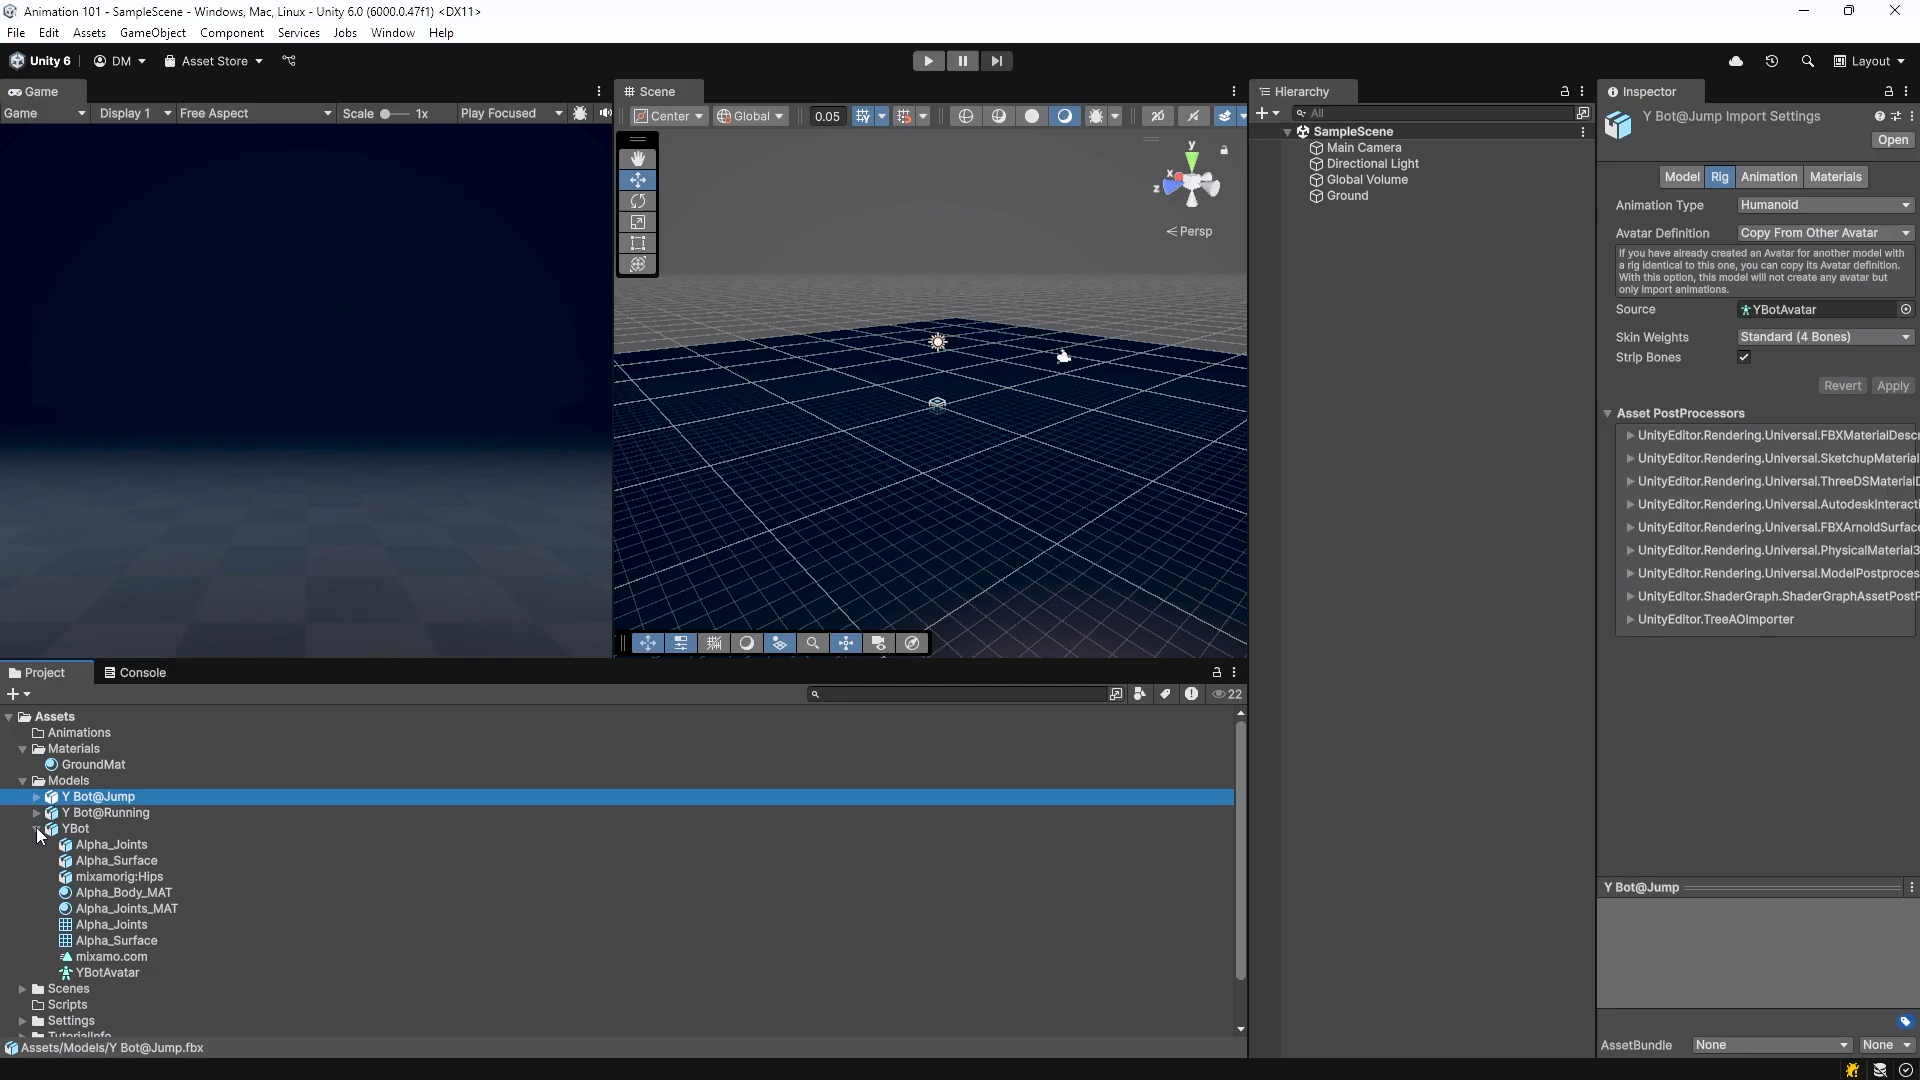 Animation 101 - SampleScene - Windows, Mac, Linux - Unity 6.0 (6000.0.47f1) <DX11>
File Edit Assets GameObject Component Services Jobs Window Help
Unity 6 DM Asset Store Layout
Game
Game Display 1 Free Aspect Scale 1x Play Focused
Scene
Center Global 0.05 2D
y
x
z
< Persp
Hierarchy
All
SampleScene
Main Camera
Directional Light
Global Volume
Ground
Inspector
Y Bot@Jump Import Settings
Open
Model Rig Animation Materials
Animation Type Humanoid
Avatar Definition Copy From Other Avatar
If you have already created an Avatar for another model with
a rig identical to this one, you can copy its Avatar definition.
With this option, this model will not create any avatar but
only import animations.
Source YBotAvatar
Skin Weights Standard (4 Bones)
Strip Bones
Revert Apply
Asset PostProcessors
UnityEditor.Rendering.Universal.FBXMaterialDescr
UnityEditor.Rendering.Universal.SketchupMaterial
UnityEditor.Rendering.Universal.ThreeDSMaterialD
UnityEditor.Rendering.Universal.AutodeskInteracti
UnityEditor.Rendering.Universal.FBXArnoldSurface
UnityEditor.Rendering.Universal.PhysicalMaterial3
UnityEditor.Rendering.Universal.ModelPostproces
UnityEditor.ShaderGraph.ShaderGraphAssetPostP
UnityEditor.TreeAOImporter
Y Bot@Jump
AssetBundle None None
Project Console
22
Assets
Animations
Materials
GroundMat
Models
Y Bot@Jump
Y Bot@Running
YBot
Alpha_Joints
Alpha_Surface
mixamorig:Hips
Alpha_Body_MAT
Alpha_Joints_MAT
Alpha_Joints
Alpha_Surface
mixamo.com
YBotAvatar
Scenes
Scripts
Settings
TutorialInfo
Assets/Models/Y Bot@Jump.fbx